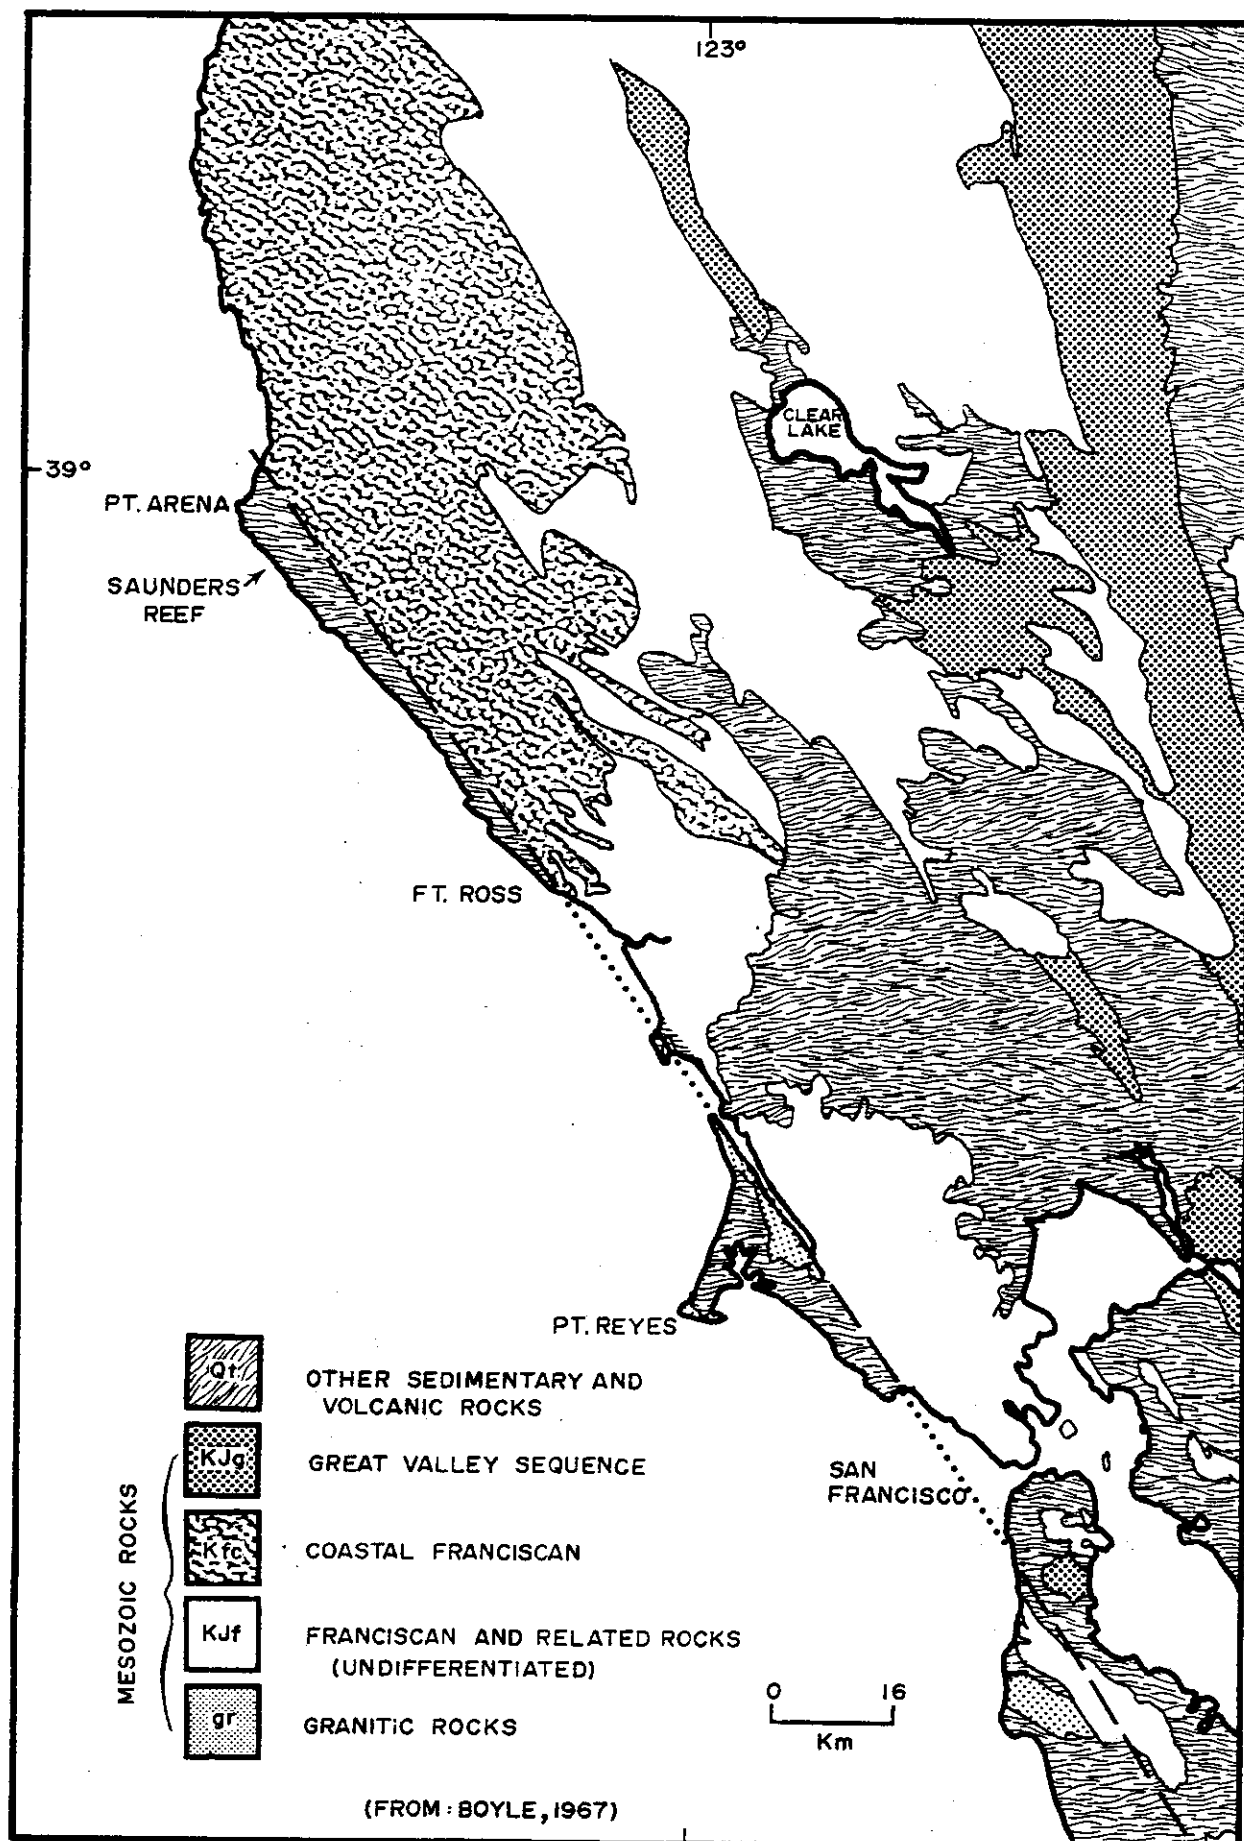 123°
CLEAR
LAKE
39°
PT. ARENA
SAUNDERS
REEF
FT. ROSS
PT. REYES
SAN
FRANCISCO
MESOZOIC ROCKS
Qt
OTHER SEDIMENTARY AND
VOLCANIC ROCKS
KJg
GREAT VALLEY SEQUENCE
Kfc
COASTAL FRANCISCAN
KJf
FRANCISCAN AND RELATED ROCKS
(UNDIFFERENTIATED)
gr
GRANITIC ROCKS
0 16
Km
(FROM: BOYLE, 1967)